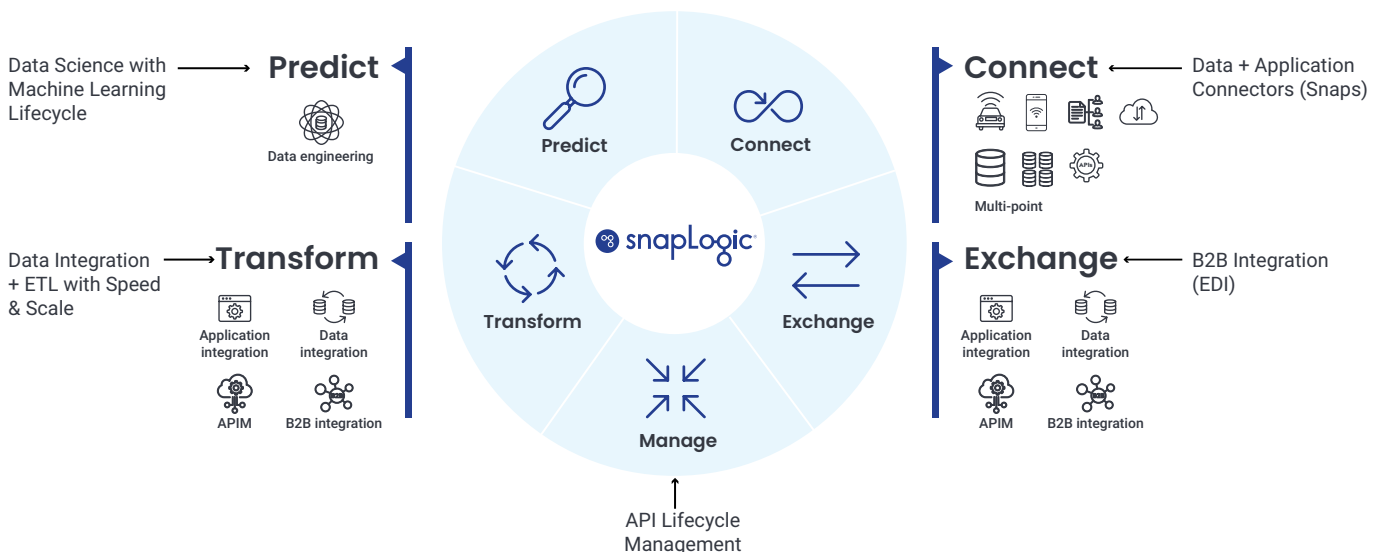 Data Science with
Machine Learning
Lifecycle
Predict
Data engineering
Data Integration
+ ETL with Speed
& Scale
Transform
Application
integration
Data
integration
APIM
B2B integration
Predict
Connect
snapLogic
Transform
Exchange
Manage
API Lifecycle
Management
Connect
Data + Application
Connectors (Snaps)
APIs
Multi-point
Exchange
B2B Integration
(EDI)
Application
integration
Data
integration
APIM
B2B
B2B integration